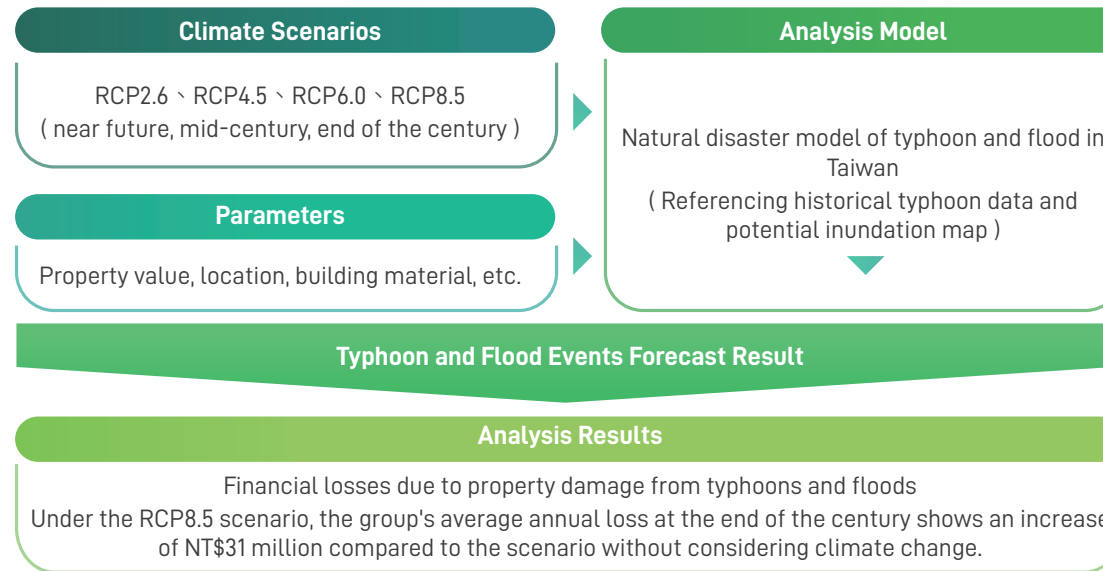 Climate Scenarios
RCP2.6、RCP4.5、RCP6.0、RCP8.5
( near future, mid-century, end of the century )
Parameters
Property value, location, building material, etc.
Analysis Model
Natural disaster model of typhoon and flood in
Taiwan
( Referencing historical typhoon data and
potential inundation map )
Typhoon and Flood Events Forecast Result
Analysis Results
Financial losses due to property damage from typhoons and floods
Under the RCP8.5 scenario, the group's average annual loss at the end of the century shows an increase
of NT$31 million compared to the scenario without considering climate change.